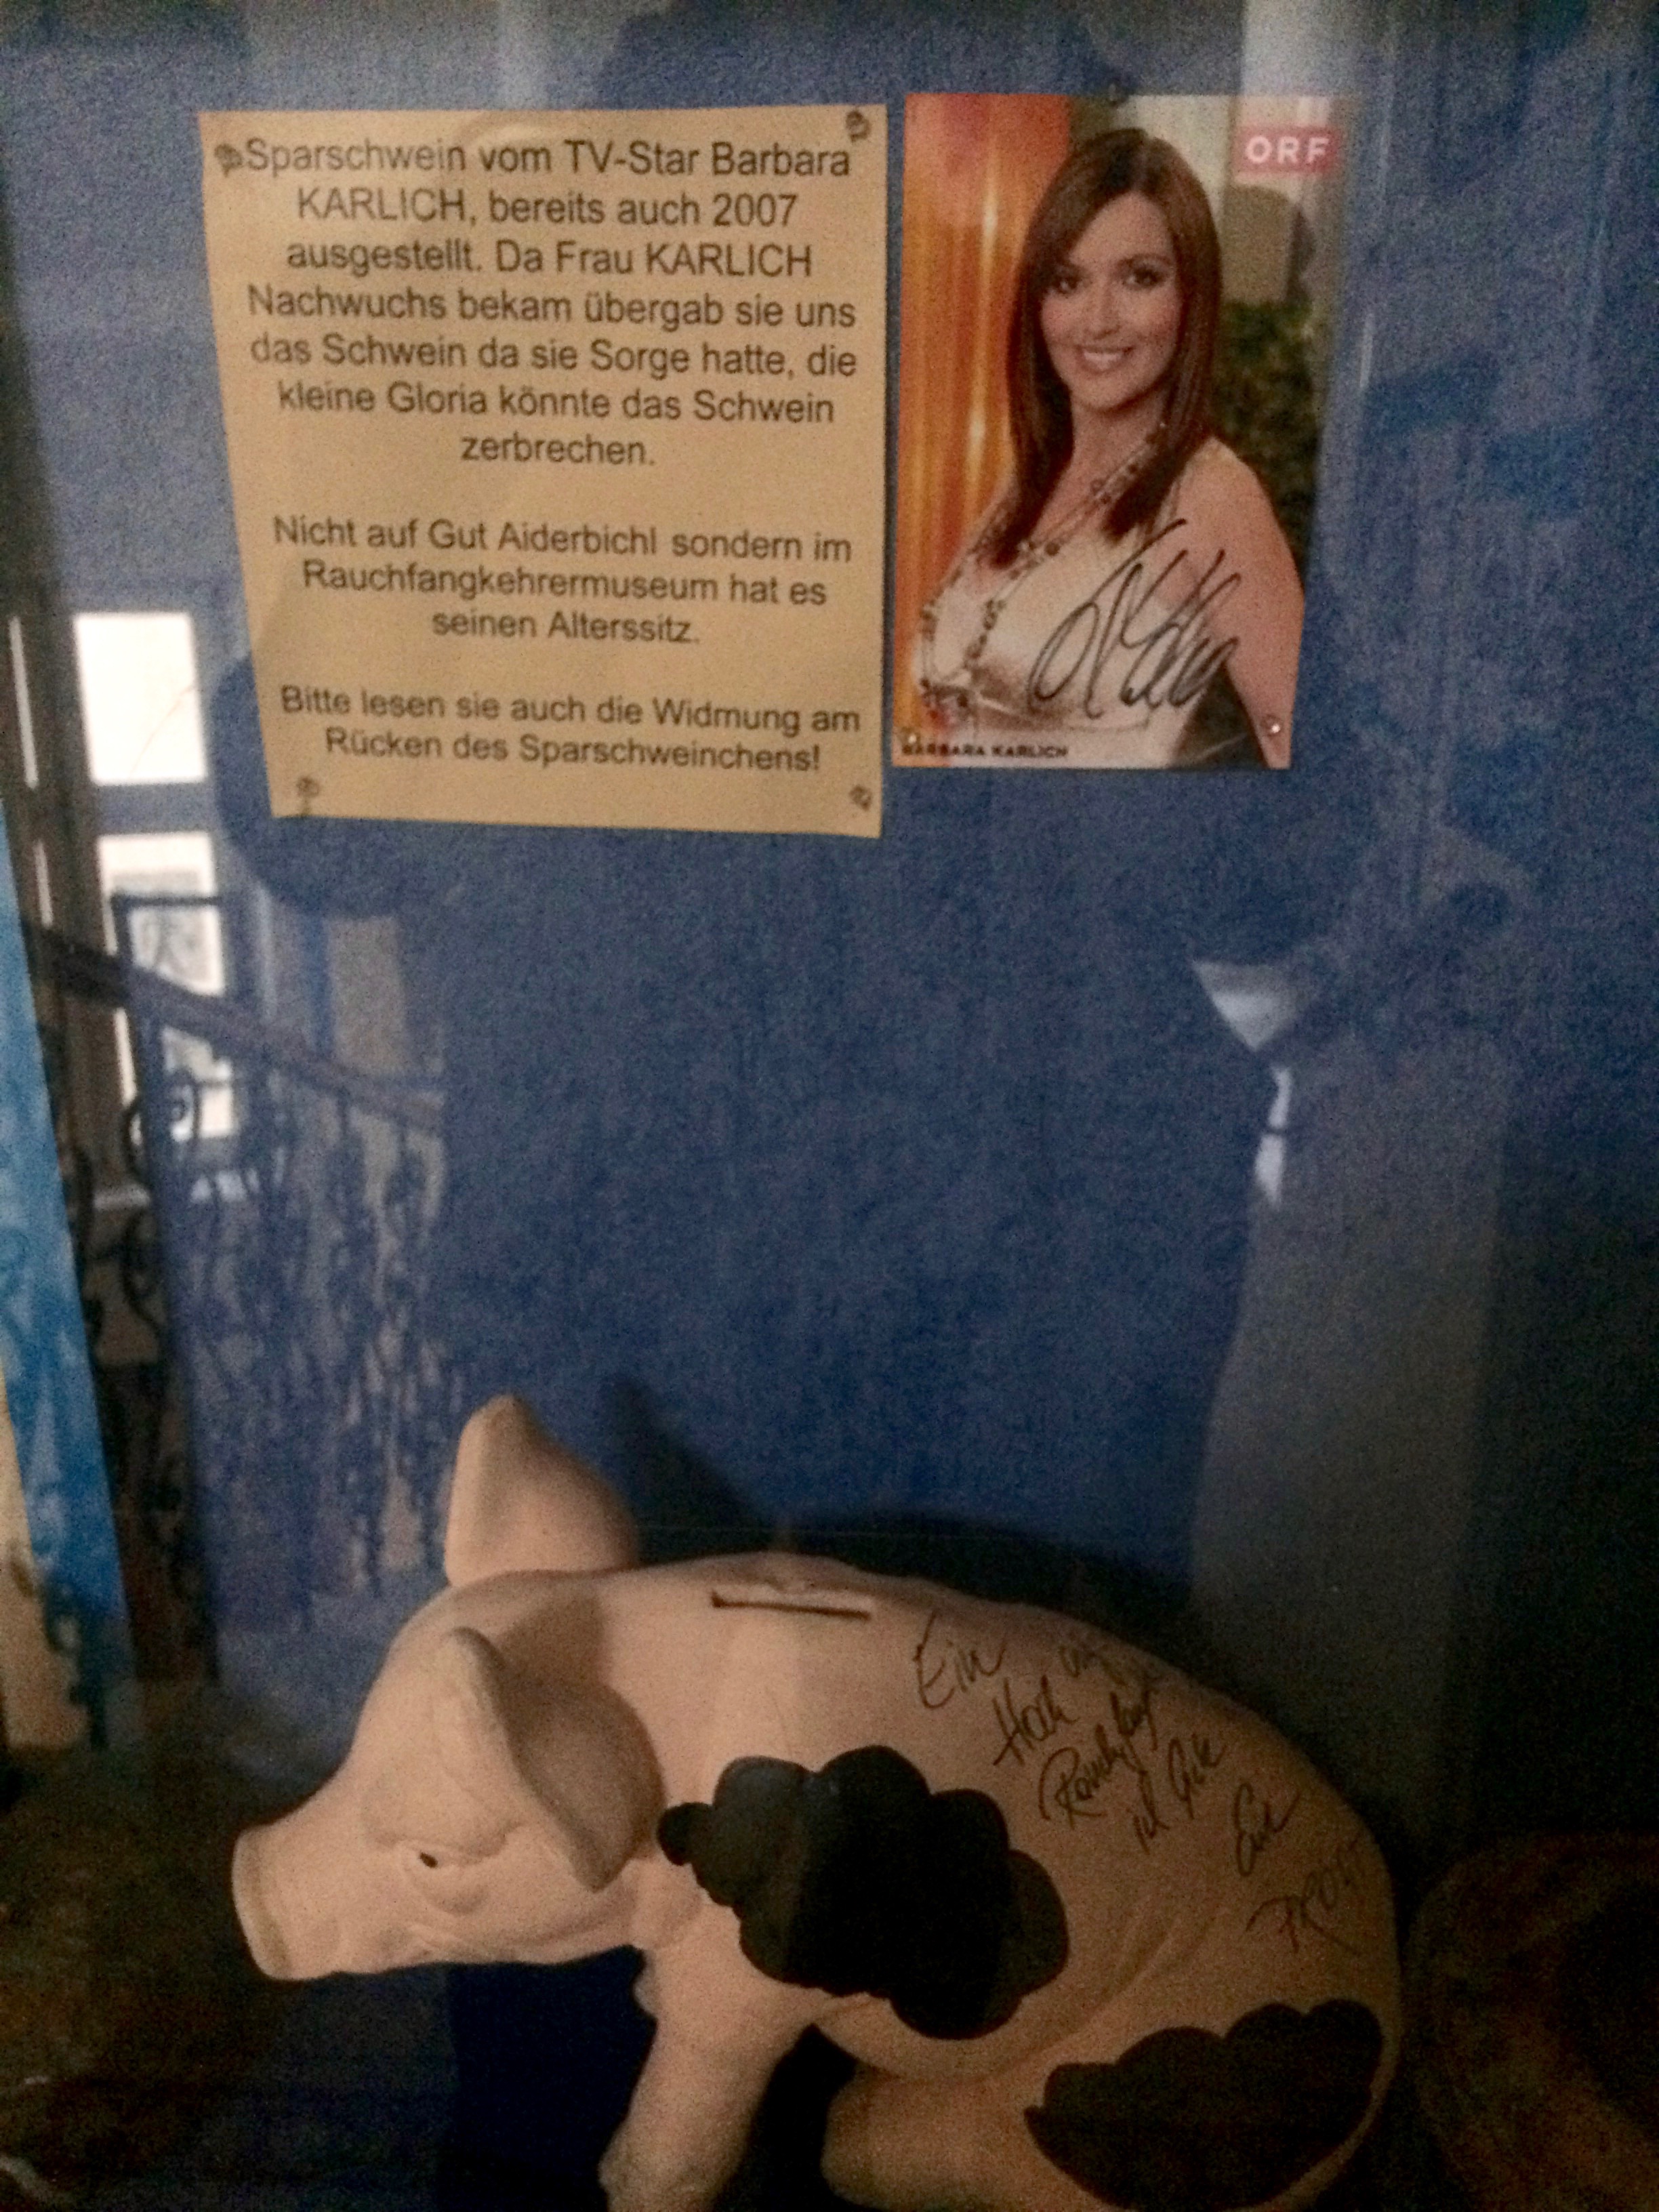 Sparschwein vom TV-Star Barbara
KARLICH, bereits auch 2007
ausgestellt. Da Frau KARLICH
Nachwuchs bekam übergab sie uns
das Schwein da sie Sorge hatte, die
kleine Gloria könnte das Schwein
zerbrechen.
Nicht auf Gut Aiderbichl sondern im
Rauchfangkehrermuseum hat es
seinen Alterssitz.
Bitte lesen sie auch die Widmung am
Rücken des Sparschweinchens!
ORF
BARBARA KARLICH
Ein
Hoch